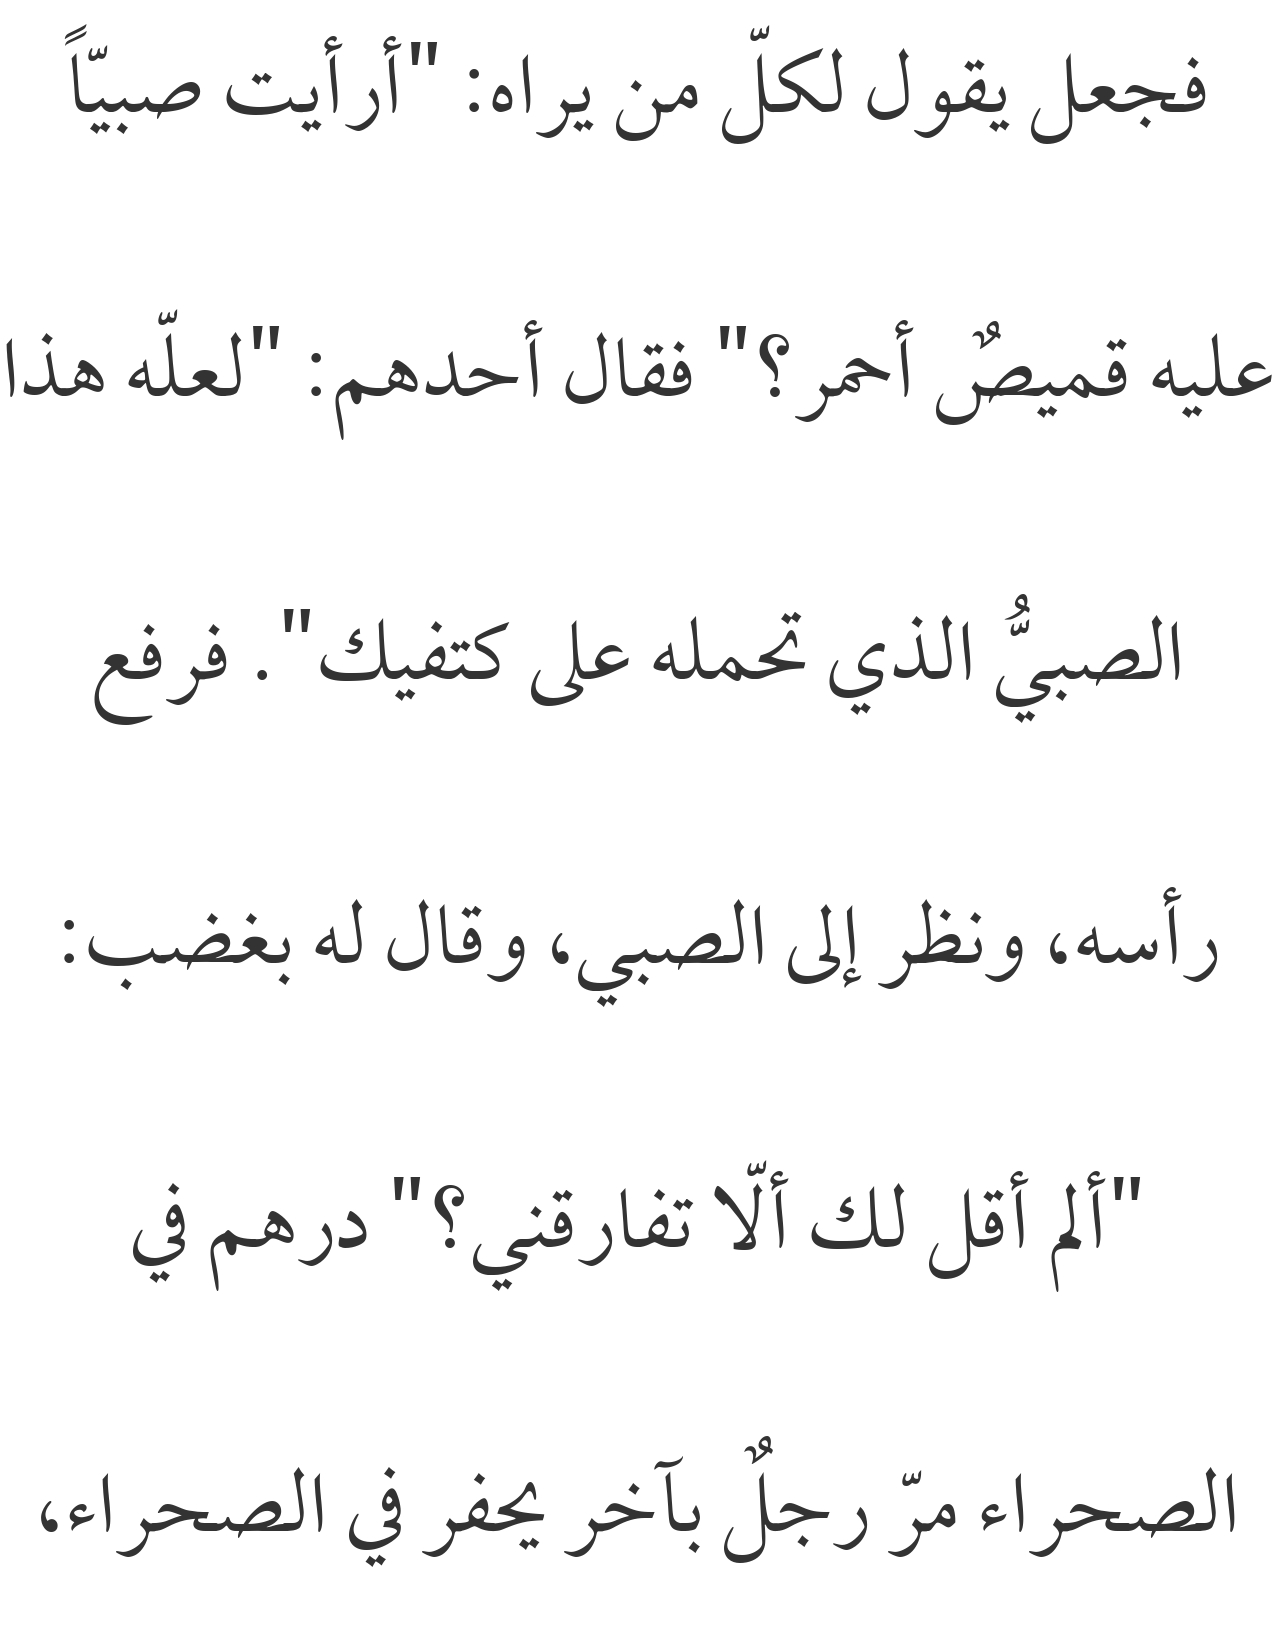 فجعل يقول لكلّ من يراه: "أرأيت صبيّاً
عليه قميصٌ أحمر؟" فقال أحدهم: "لعلّه هذا
الصبيُّ الذي تحمله على كتفيك". فرفع
رأسه، ونظر إلى الصبي، وقال له بغضب:
"ألم أقل لك ألّا تفارقني؟" درهم في
الصحراء مرّ رجلٌ بآخر يحفر في الصحراء،